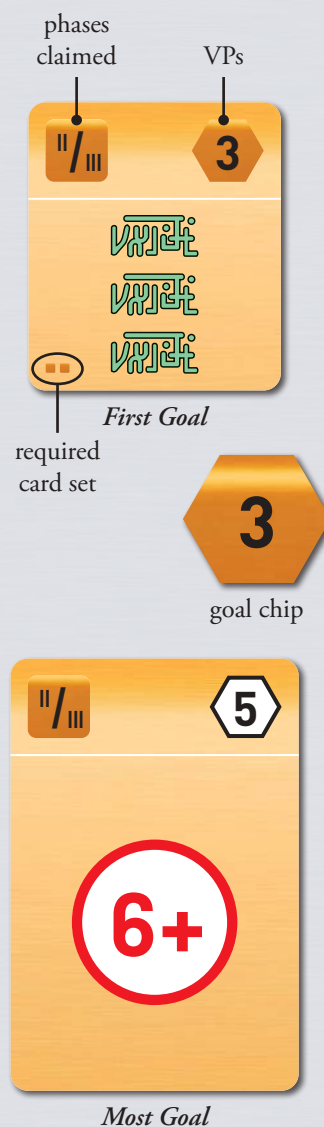 phases
claimed
VPs
II/III
3
First Goal
required
card set
3
goal chip
II/III
5
6+
Most Goal